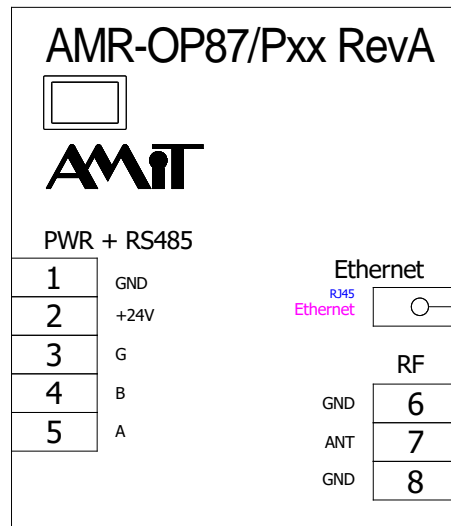 AMR-OP87/Pxx RevA
AMiT
PWR + RS485
1 GND
2 +24V
3 G
4 B
5 A
Ethernet
RJ45
Ethernet
RF
GND 6
ANT 7
GND 8